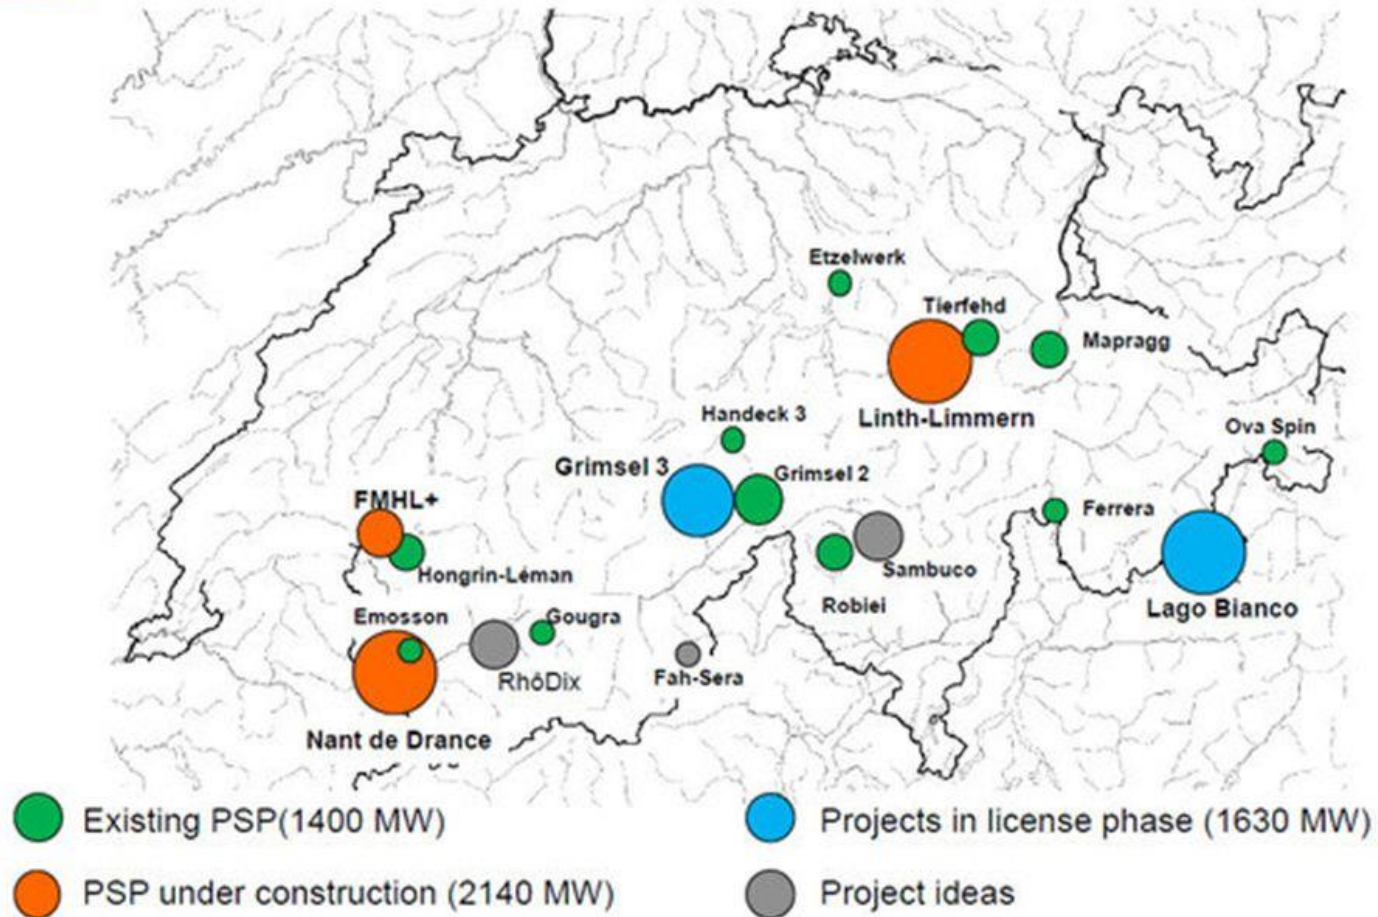 Etzelwerk
Tierfehd
Mapragg
Linth-Limmern
Handeck 3
Ova Spin
Grimsel 3
Grimsel 2
FMHL+
Ferrera
Hongrin-Léman
Sambuco
Robiei
Lago Bianco
Emosson
Gougra
RhôDix
Fah-Sera
Nant de Drance
Existing PSP(1400 MW)
Projects in license phase (1630 MW)
PSP under construction (2140 MW)
Project ideas